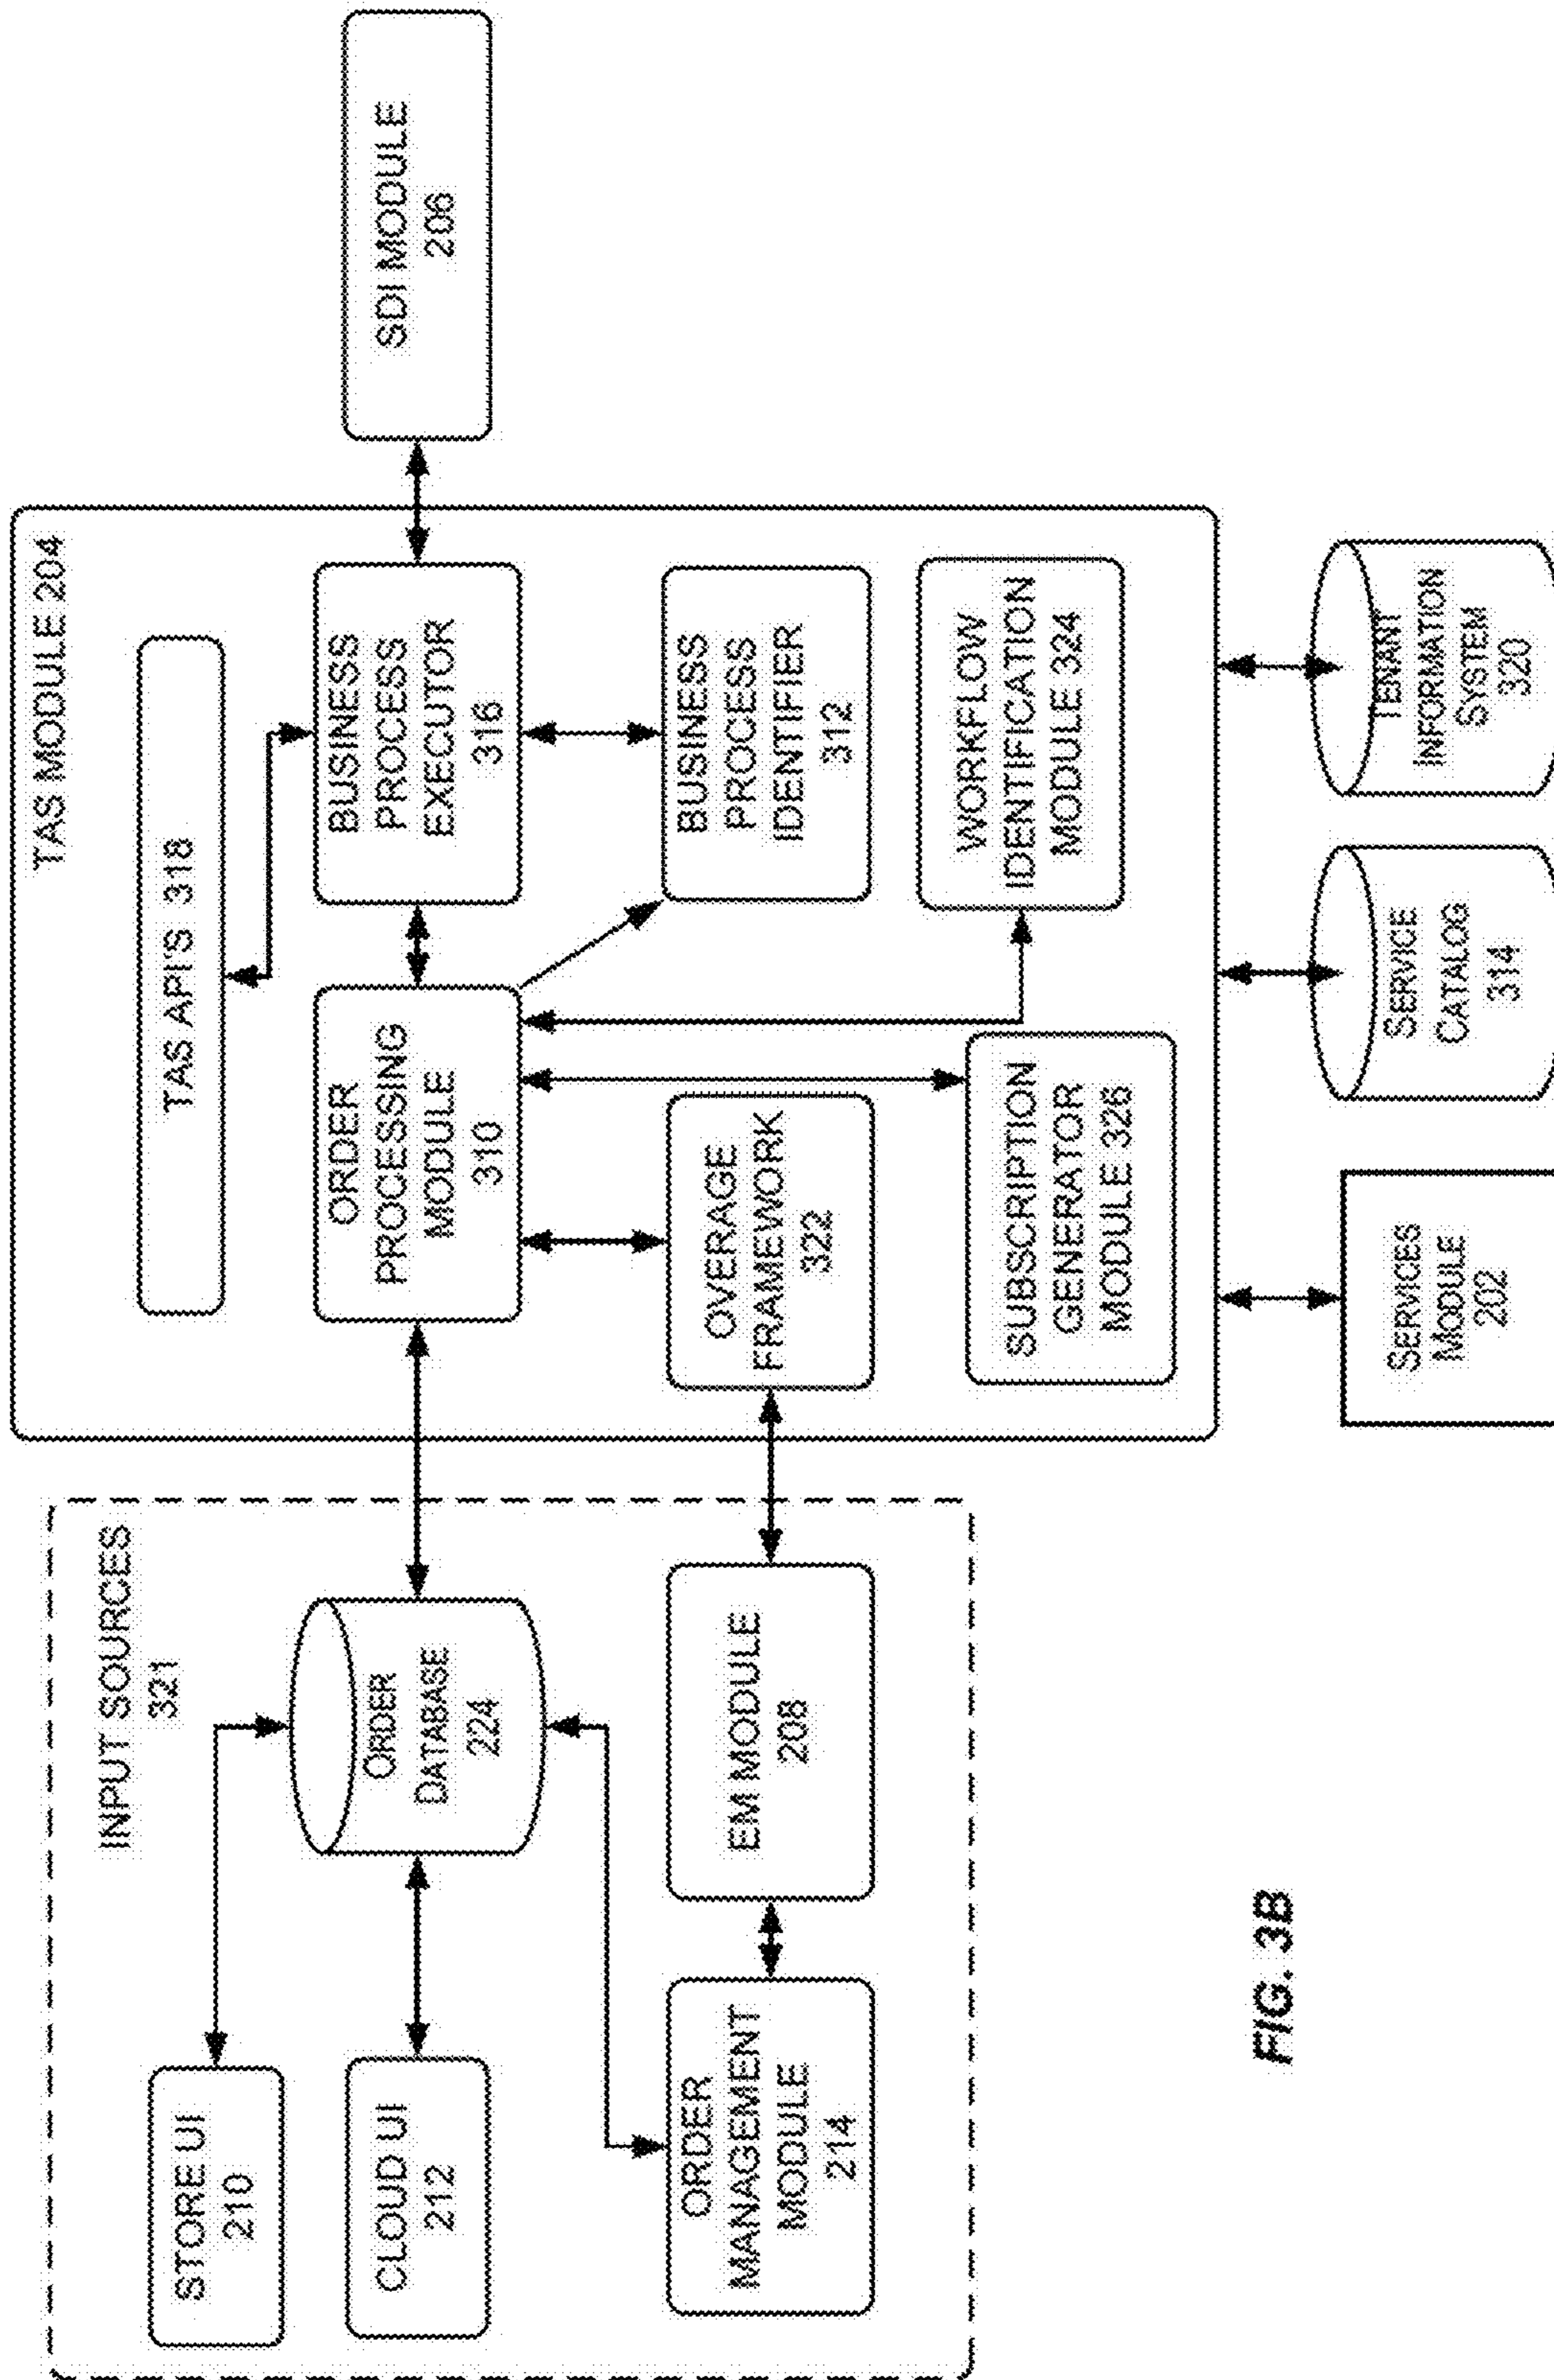 INPUT SOURCES
321
STORE UI
210
CLOUD UI
212
ORDER
MANAGEMENT
MODULE
214
ORDER
DATABASE
224
EM MODULE
208
TAS MODULE 204
TAS API'S 318
ORDER
PROCESSING
MODULE
310
BUSINESS
PROCESS
EXECUTOR
316
OVERAGE
FRAMEWORK
322
BUSINESS
PROCESS
IDENTIFIER
312
SUBSCRIPTION
GENERATOR
MODULE 326
WORKFLOW
IDENTIFICATION
MODULE 324
SDI MODULE
206
SERVICES
MODULE
202
SERVICE
CATALOG
314
TENANT
INFORMATION
SYSTEM
320
FIG. 3B